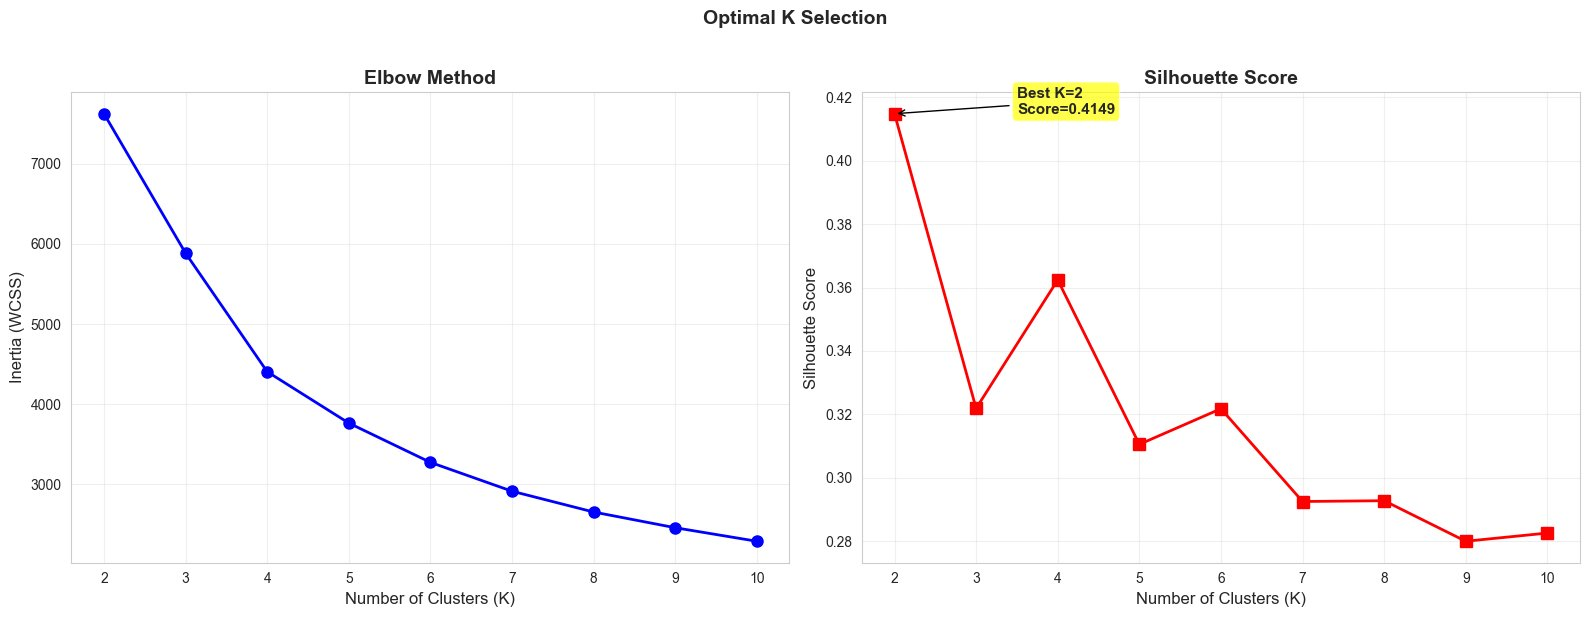 Optimal K Selection
Elbow Method
Inertia (WCSS)
7000
6000
5000
4000
3000
2 3 4 5 6 7 8 9 10
Number of Clusters (K)
Silhouette Score
Best K=2
Score=0.4149
Silhouette Score
0.42
0.40
0.38
0.36
0.34
0.32
0.30
0.28
2 3 4 5 6 7 8 9 10
Number of Clusters (K)